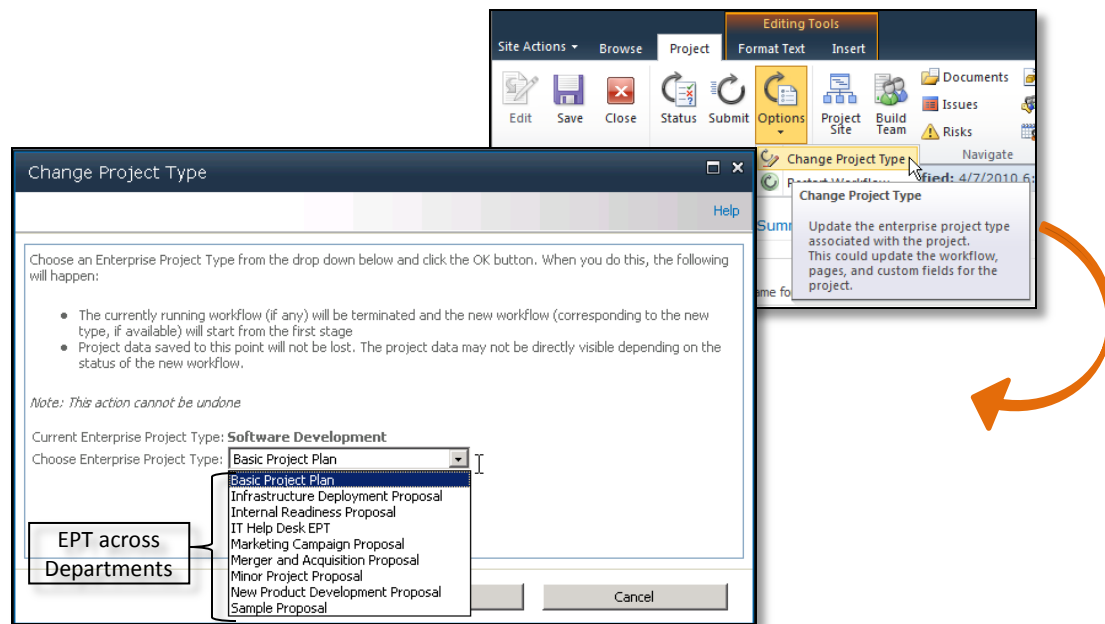 Editing Tools
Site Actions Browse Project Format Text Insert
Edit Save Close Status Submit Options Project Site Build Team
Documents
Issues
Risks
Navigate
Change Project Type
Restart Workflow
4/7/2010 6:
Change Project Type
Update the enterprise project type
associated with the project.
This could update the workflow,
pages, and custom fields for the
project.
Change Project Type
Help
Choose an Enterprise Project Type from the drop down below and click the OK button. When you do this, the following
will happen:
● The currently running workflow (if any) will be terminated and the new workflow (corresponding to the new
type, if available) will start from the first stage
● Project data saved to this point will not be lost. The project data may not be directly visible depending on the
status of the new workflow.
Note: This action cannot be undone
Current Enterprise Project Type: Software Development
Choose Enterprise Project Type: Basic Project Plan
Basic Project Plan
Infrastructure Deployment Proposal
Internal Readiness Proposal
IT Help Desk EPT
Marketing Campaign Proposal
Merger and Acquisition Proposal
Minor Project Proposal
New Product Development Proposal
Sample Proposal
EPT across
Departments
Cancel